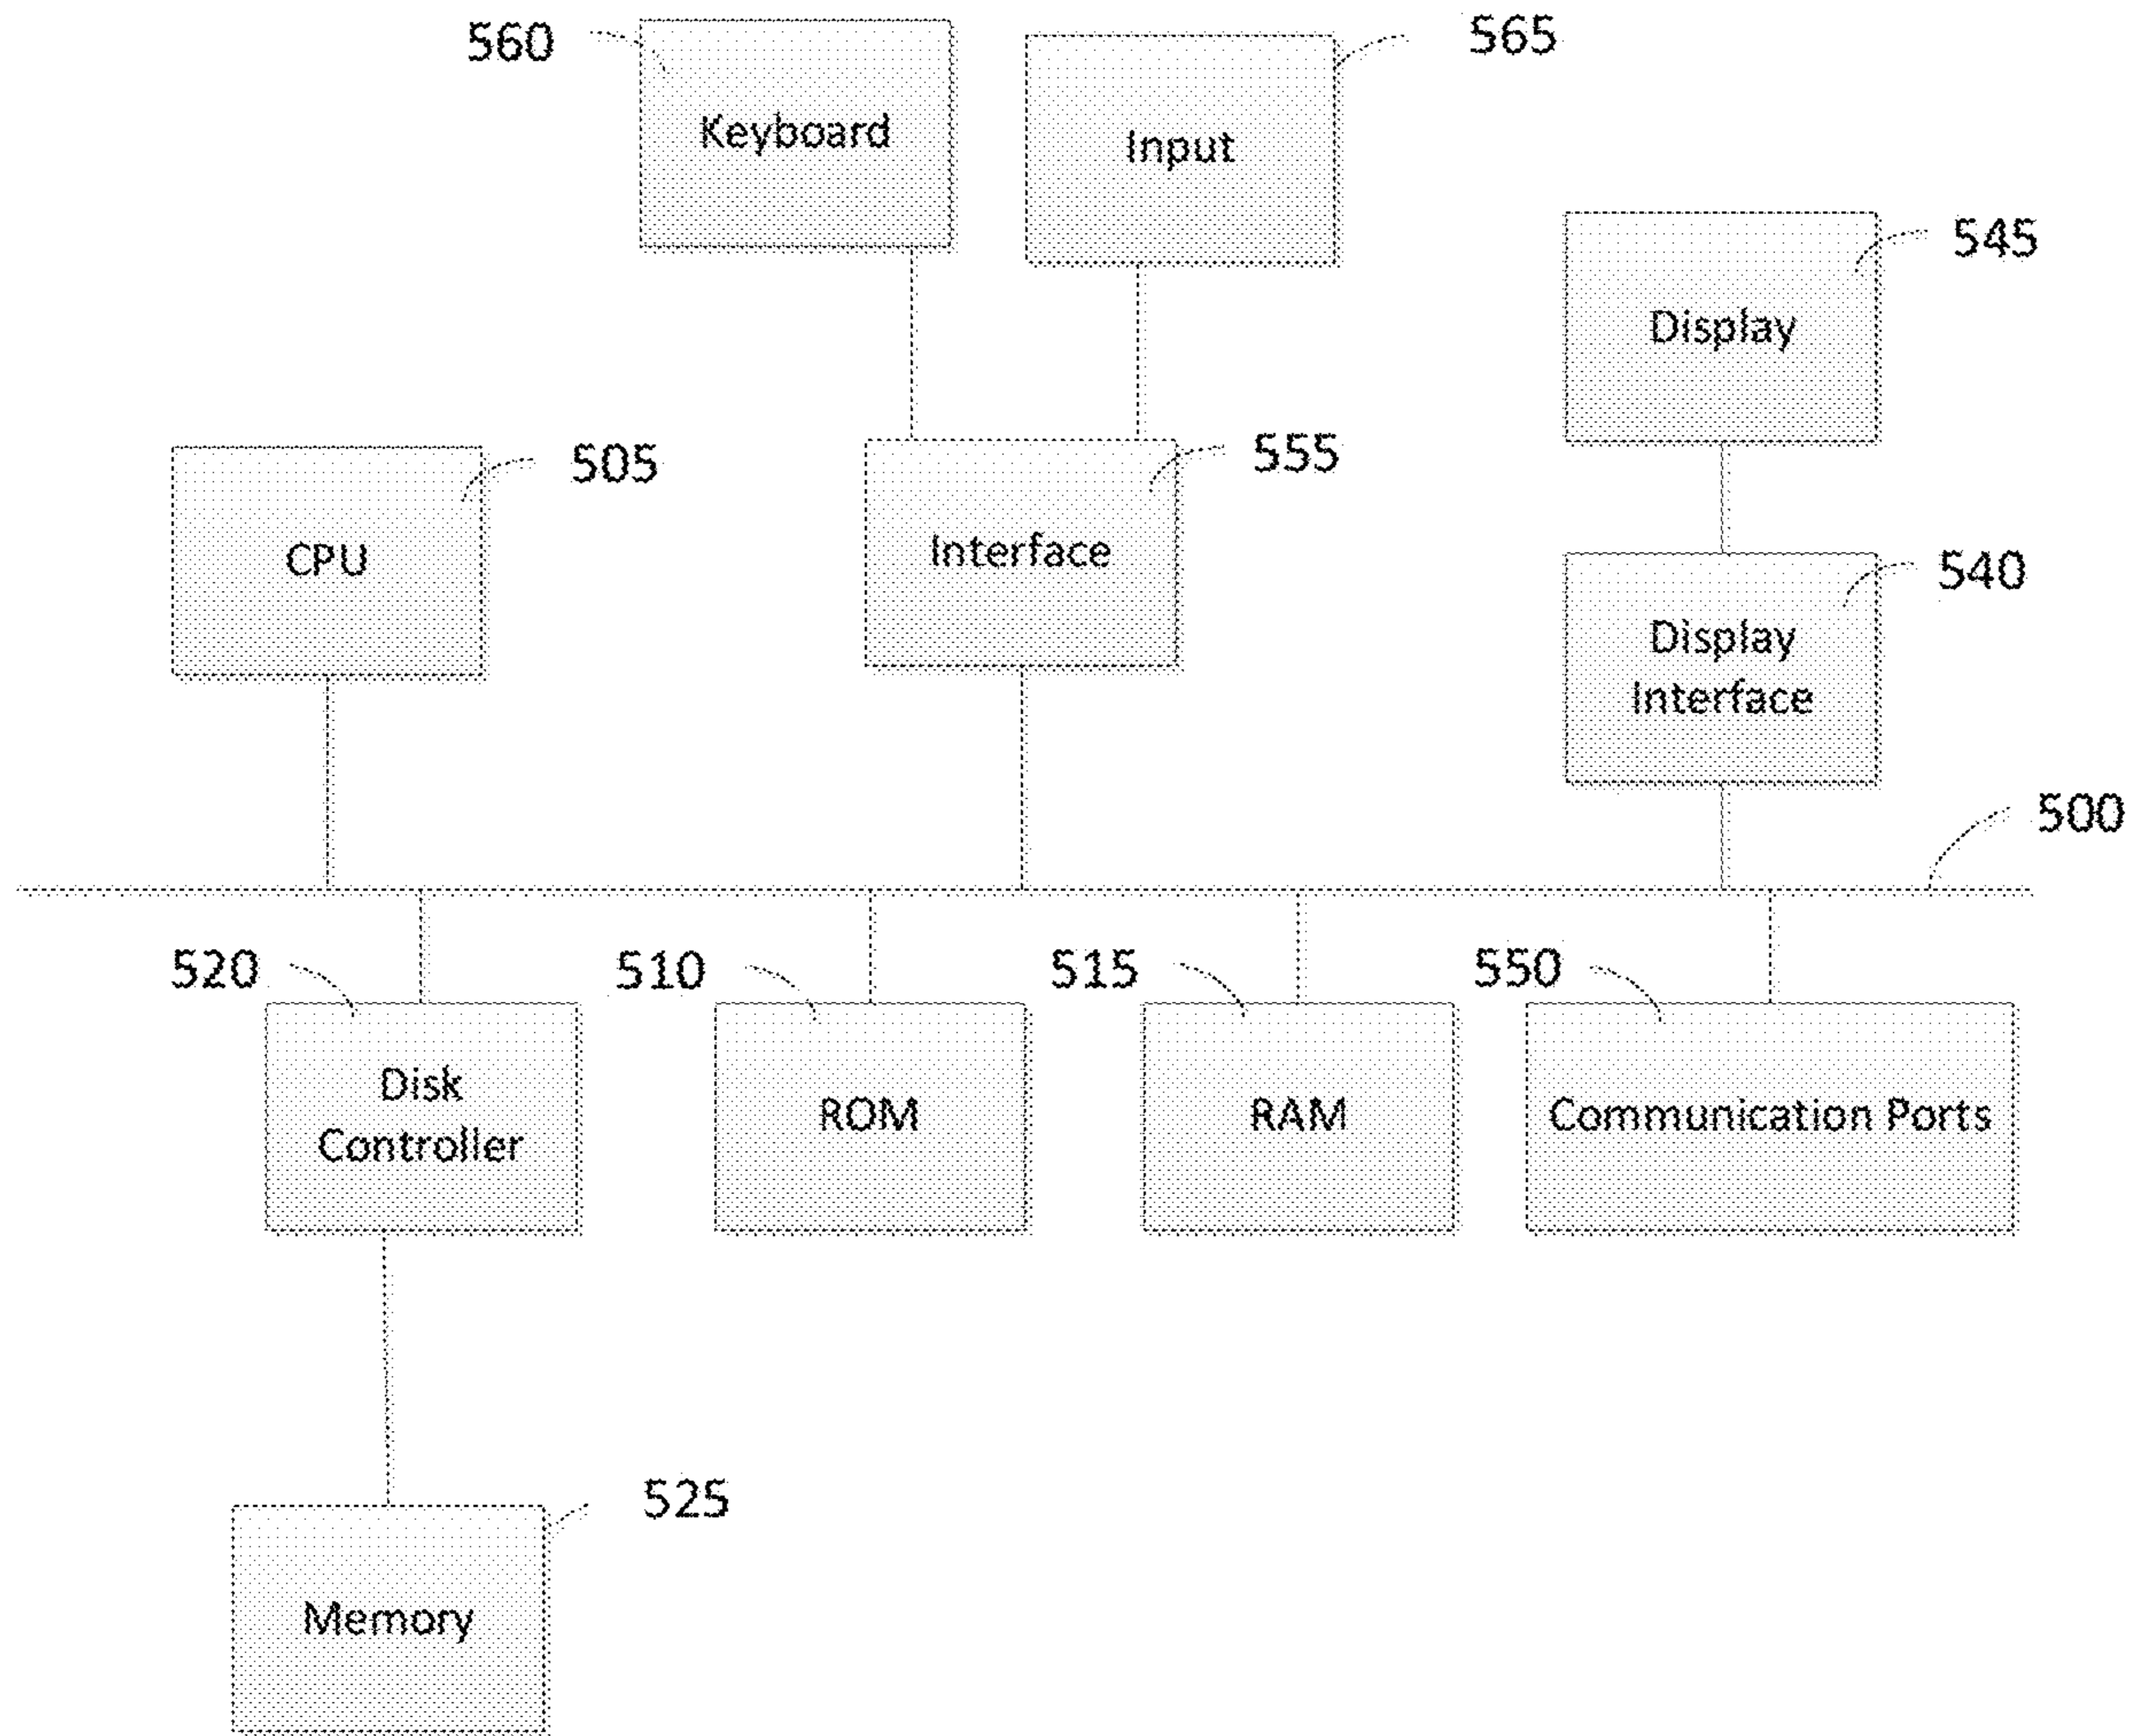 560
Keyboard
565
Input
545
Display
505
CPU
555
Interface
540
Display
Interface
500
520
Disk
Controller
510
ROM
515
RAM
550
Communication Ports
525
Memory